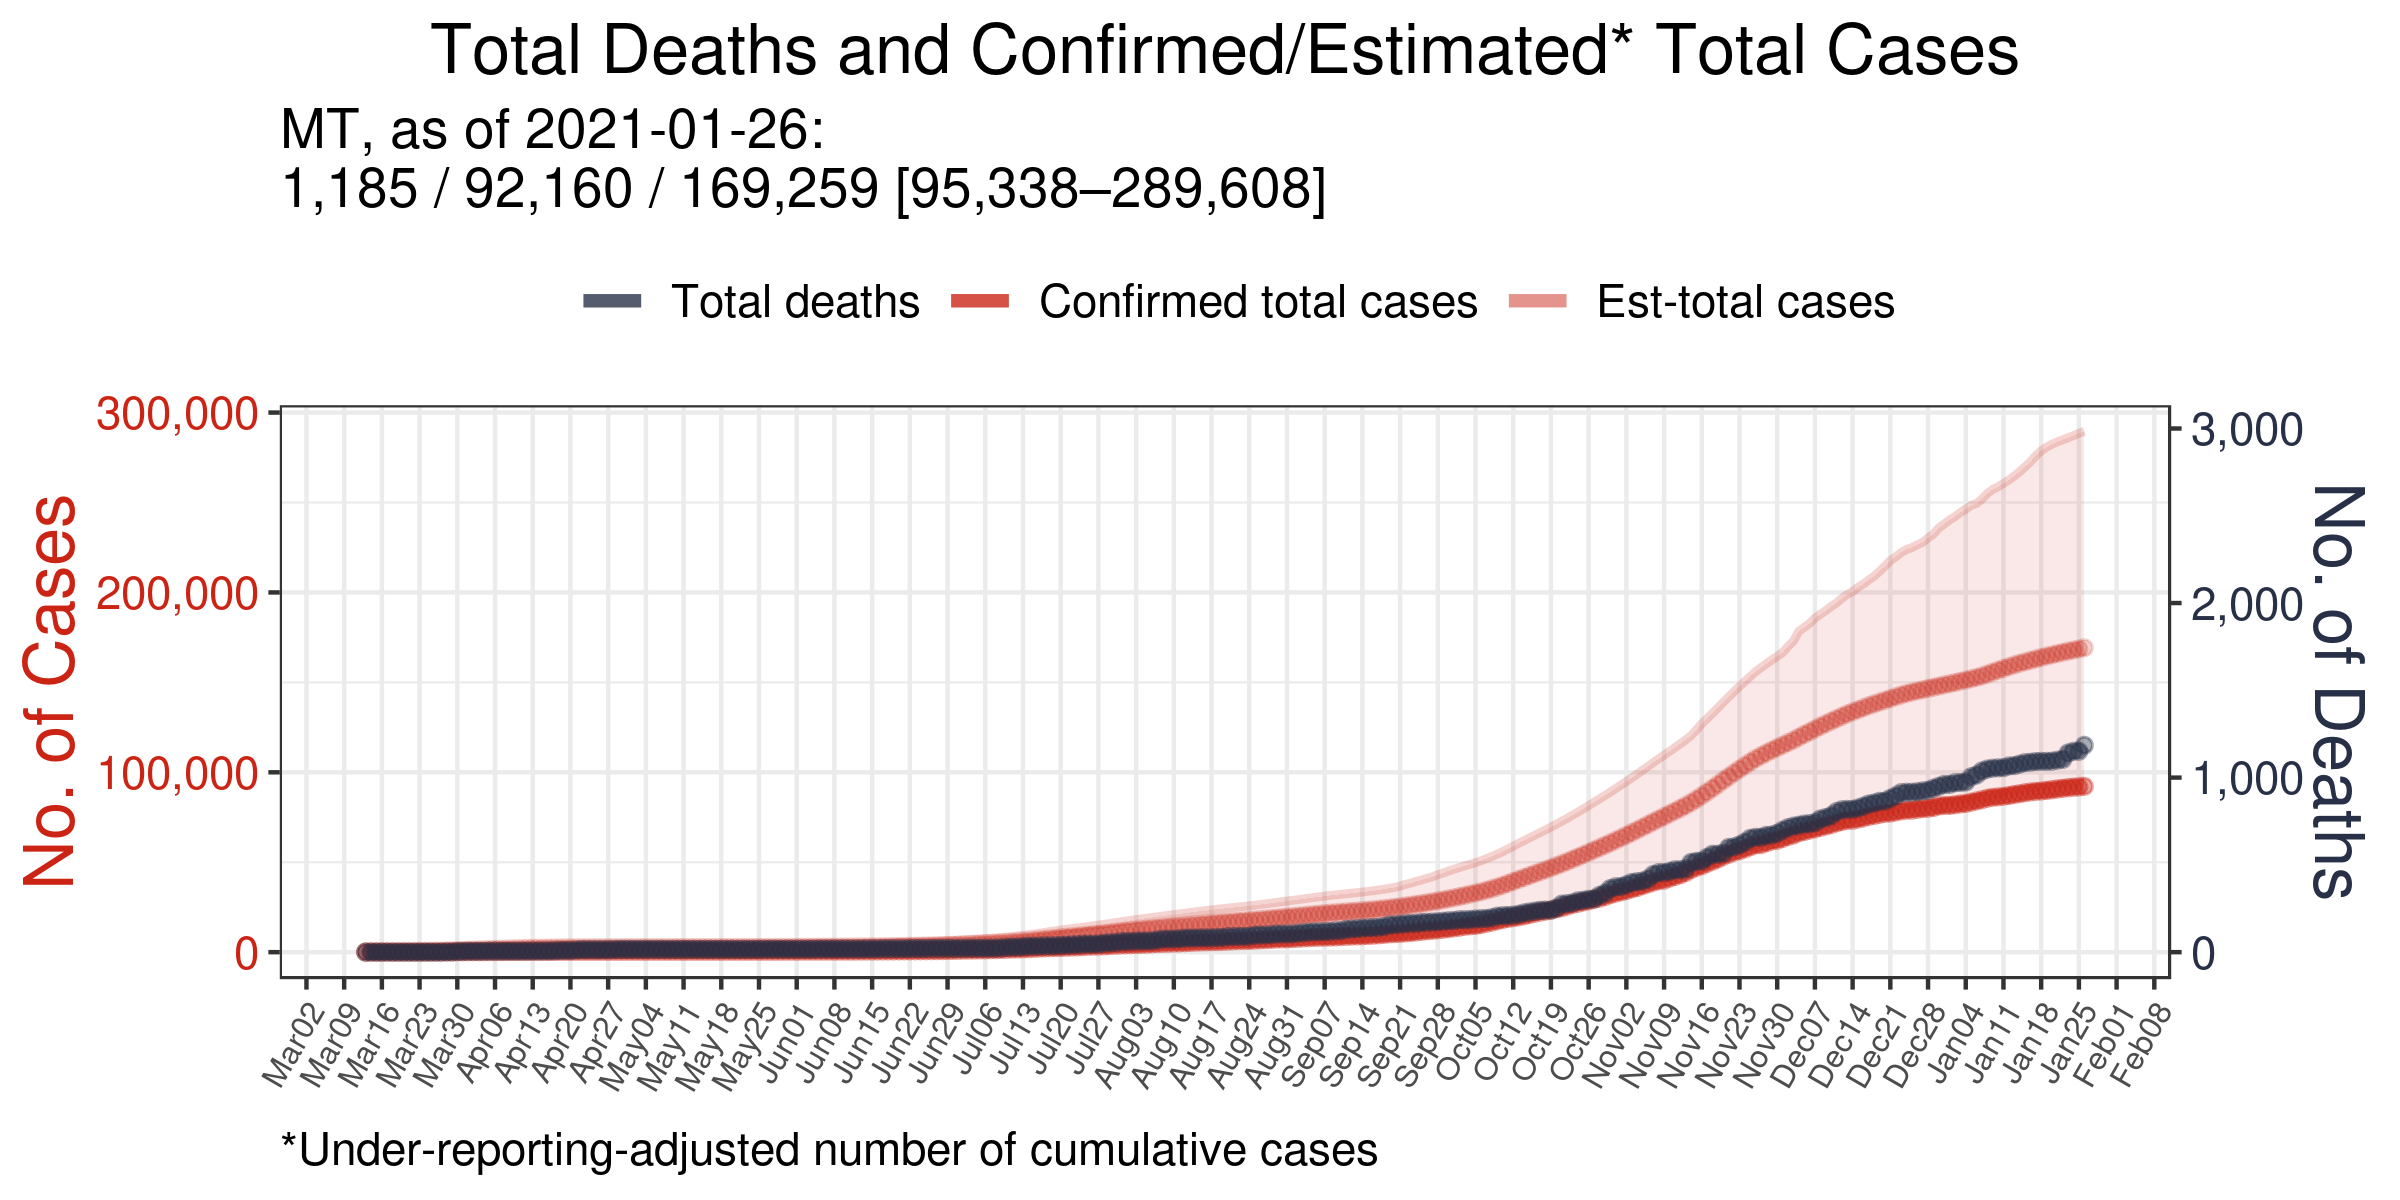 Total Deaths and Confirmed/Estimated* Total Cases
MT, as of 2021-01-26:
1,185 / 92,160 / 169,259 [95,338–289,608]
Total deaths
Confirmed total cases
Est-total cases
No. of Cases
300,000
200,000
100,000
0
3,000
2,000
1,000
0
No. of Deaths
Mar02
Mar09
Mar16
Mar23
Mar30
Apr06
Apr13
Apr20
Apr27
May04
May11
May18
May25
Jun01
Jun08
Jun15
Jun22
Jun29
Jul06
Jul13
Jul20
Jul27
Aug03
Aug10
Aug17
Aug24
Aug31
Sep07
Sep14
Sep21
Sep28
Oct05
Oct12
Oct19
Oct26
Nov02
Nov09
Nov16
Nov23
Nov30
Dec07
Dec14
Dec21
Dec28
Jan04
Jan11
Jan18
Jan25
Feb01
Feb08
*Under-reporting-adjusted number of cumulative cases